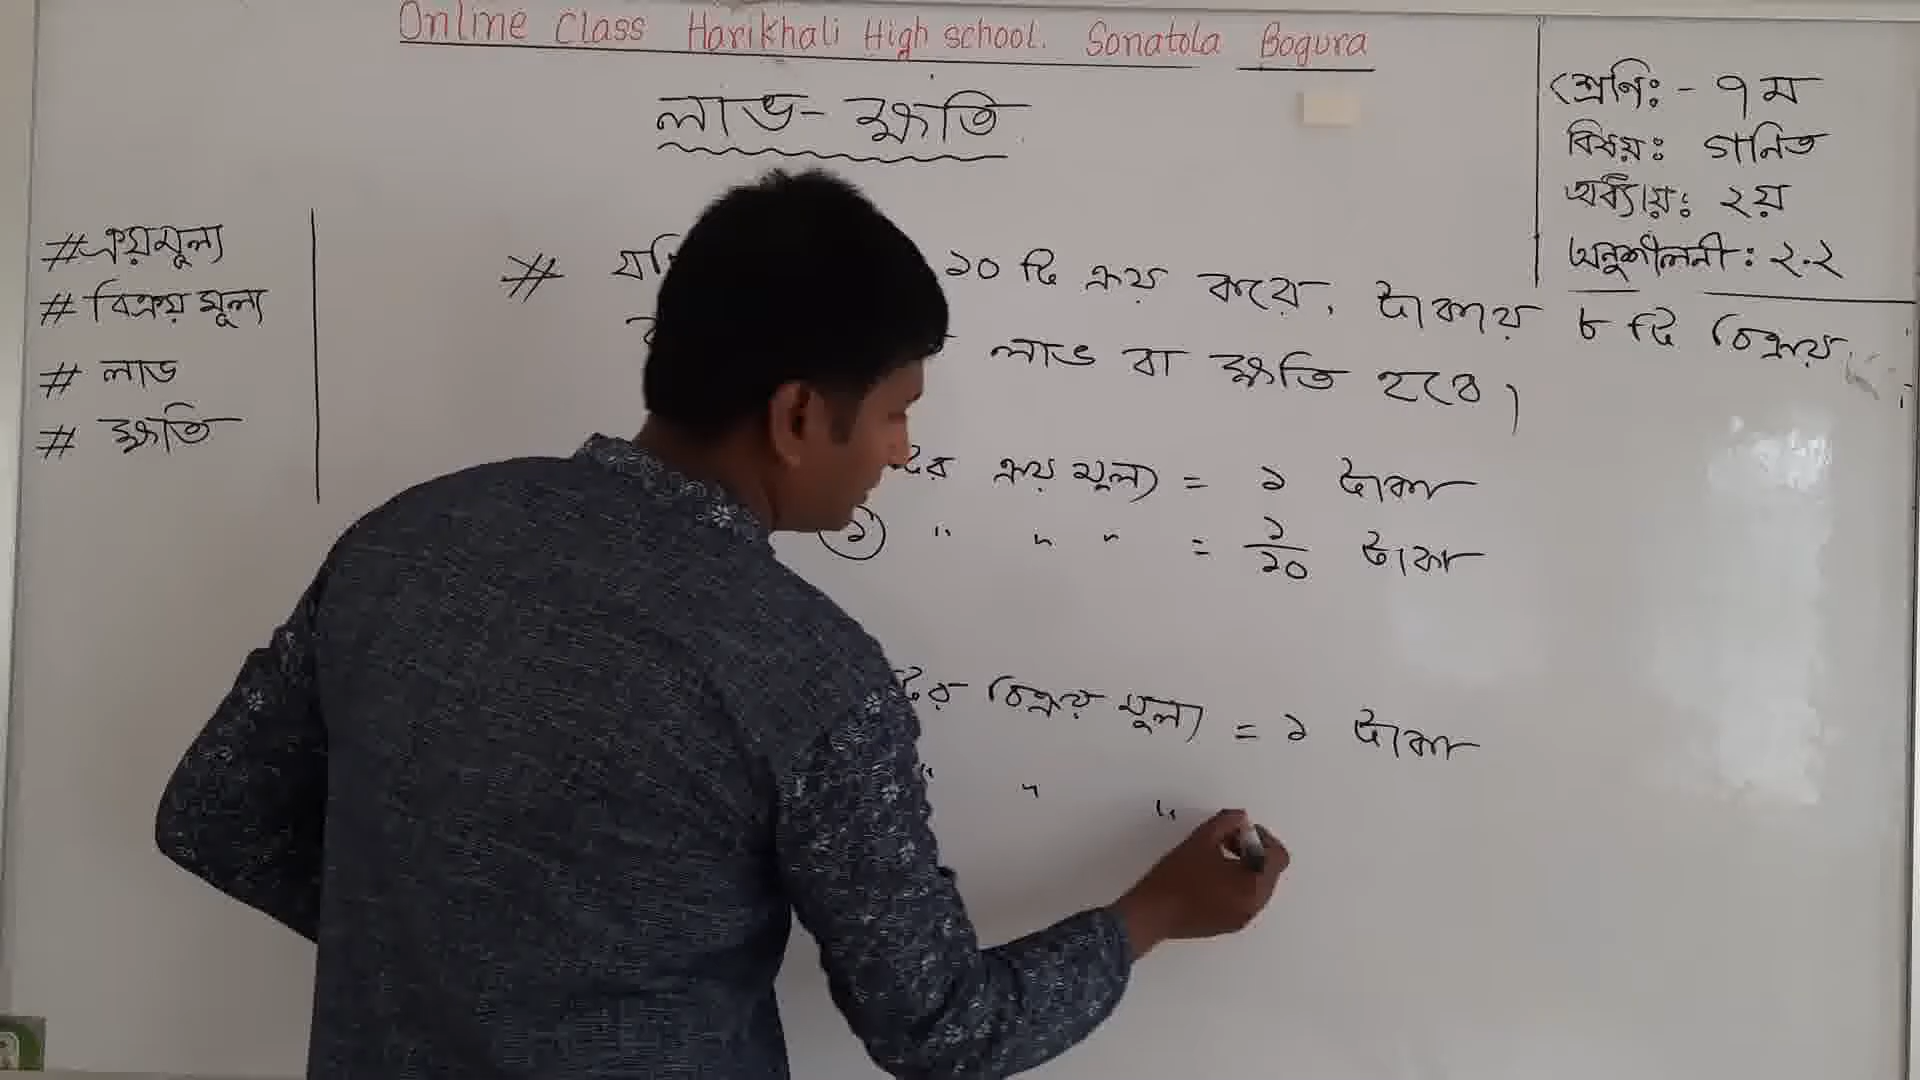 Online Class Harikhali High school. Sonatola Bogura
লাভ- ক্ষতি
শ্রেণিঃ - ৭ম
বিষয়ঃ গনিত
অধ্যায়ঃ ২য়
অনুশীলনী: ২.২
# ক্রয়মূল্য
# বিক্রয় মূল্য
# লাভ
# ক্ষতি
# যদি ১০ টি ক্রয় করে, টাকায় ৮ টি বিক্রয়
লাভ বা ক্ষতি হবে।
টির ক্রয় মূল্য = ১ টাকা
১ " " " = ১/১০ টাকা
টির বিক্রয় মূল্য = ১ টাকা
" " "